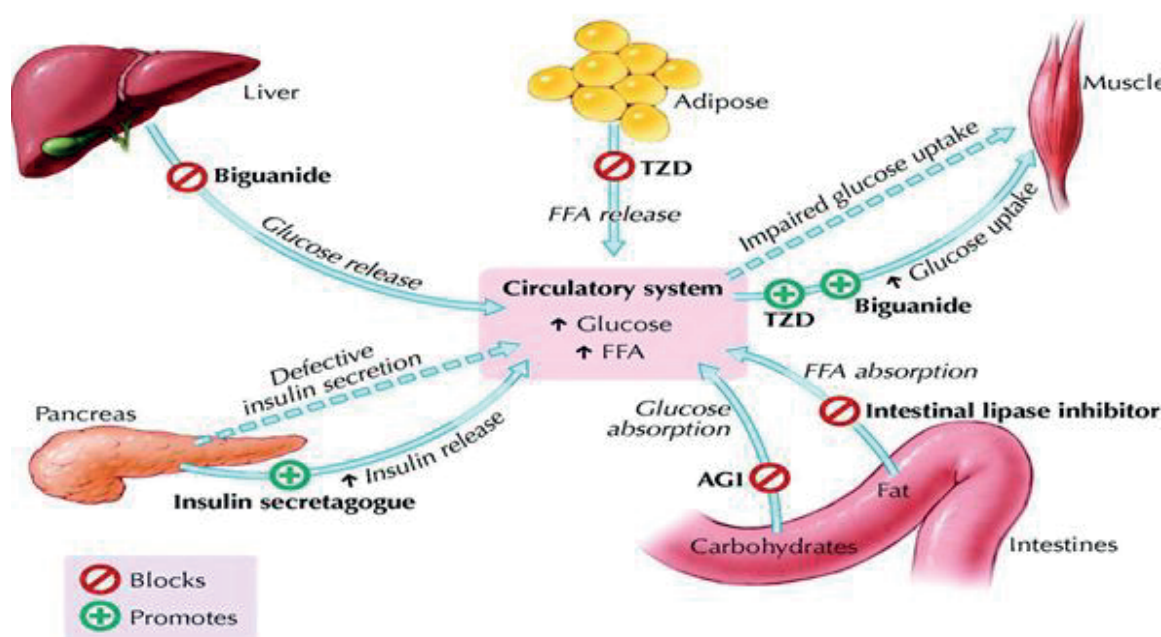 Liver
Biguanide
Glucose release
Adipose
TZD
FFA release
Muscle
Impaired glucose uptake
↑ Glucose uptake
TZD
Biguanide
Circulatory system
↑ Glucose
↑ FFA
Pancreas
Defective
insulin secretion
↑ Insulin release
Insulin secretagogue
FFA absorption
Intestinal lipase inhibitor
Glucose
absorption
AGI
Fat
Carbohydrates
Intestines
Blocks
Promotes